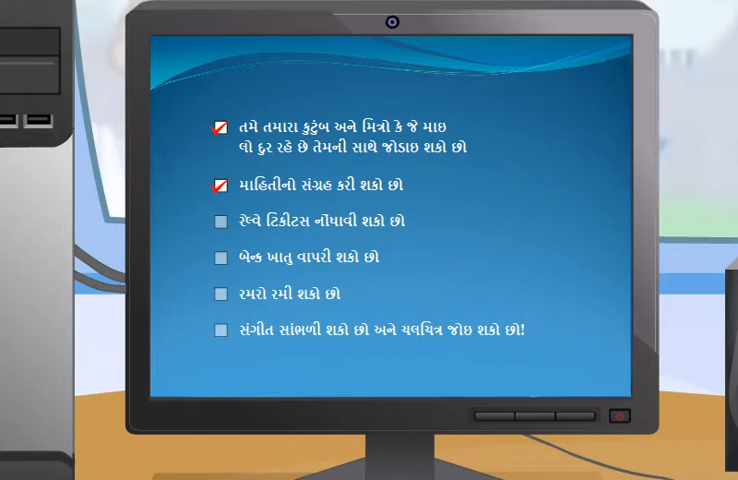 તમે તમારા કુટુંબ અને મિત્રો કે જે માઇ
લો દુર રહે છે તેમની સાથે જોડાઇ શકો છો
માહિતીનો સંગ્રહ કરી શકો છો
રેલ્વે ટિકીટસ નોંધાવી શકો છો
બેન્ક ખાતુ વાપરી શકો છો
રમરો રમી શકો છો
સંગીત સાંભળી શકો છો અને ચલચિત્ર જોઇ શકો છો!